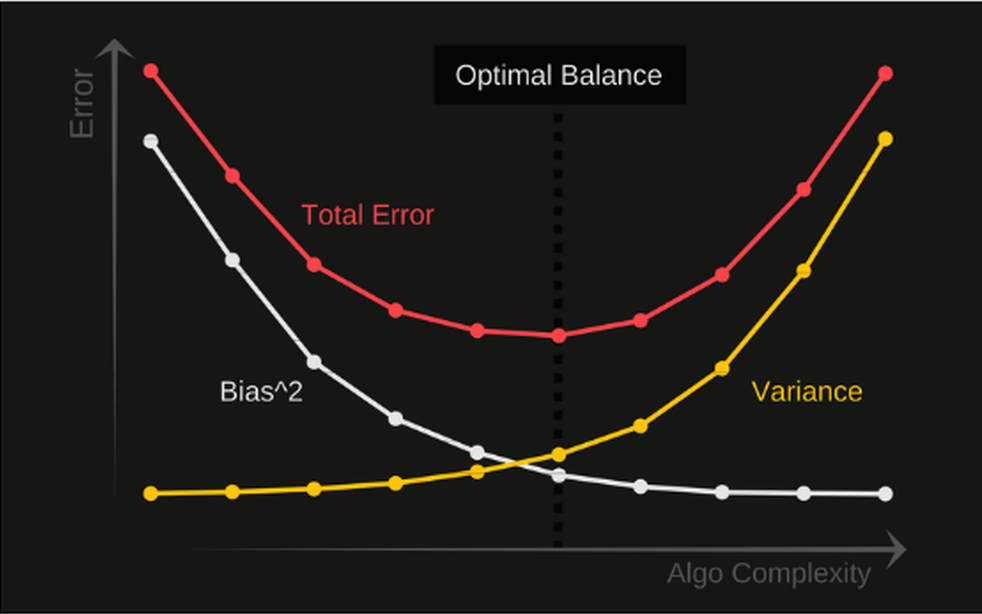 Error
Optimal Balance
Total Error
Bias^2
Variance
Algo Complexity